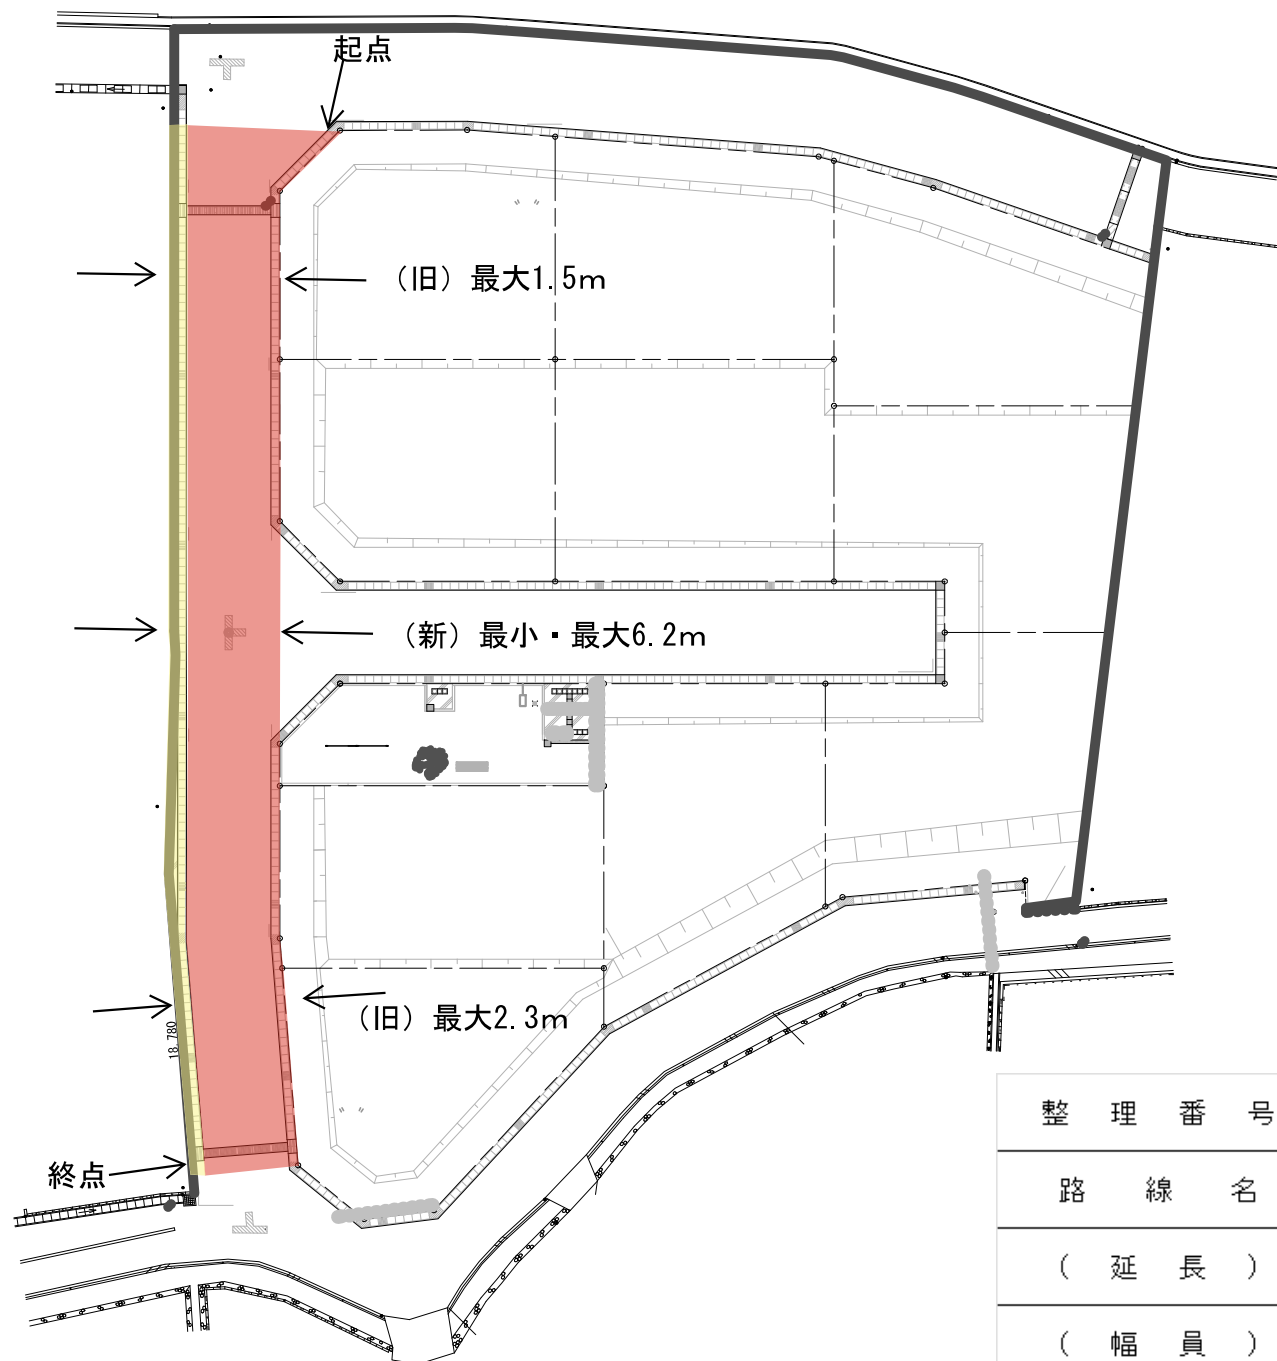 起点
（旧）最大1.5m
（新）最小・最大6.2m
（旧）最大2.3m
18.780
終点
整理番号
路線名
（延長）
（幅員）